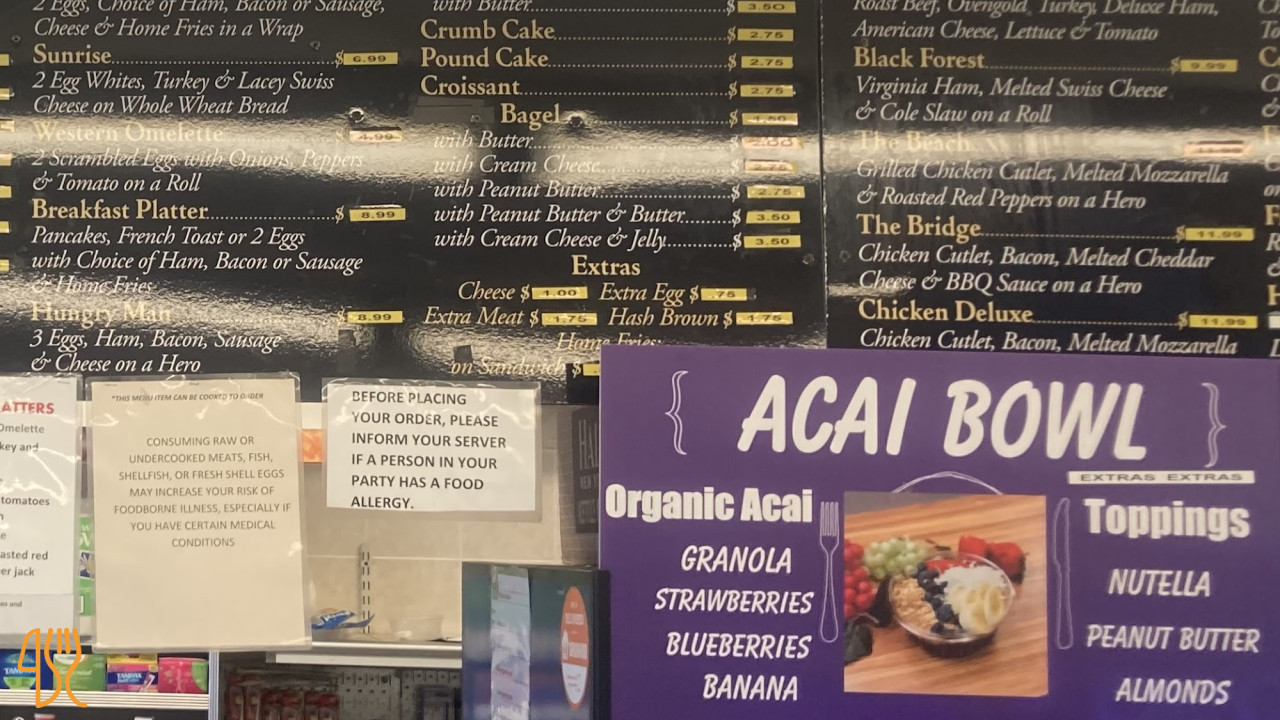 2 Eggs, Choice of Ham, Bacon or Sausage,
Cheese & Home Fries in a Wrap
Sunrise $ 6.99
2 Egg Whites, Turkey & Lacey Swiss
Cheese on Whole Wheat Bread
Western Omelette 4.99
2 Scrambled Eggs with Onions, Peppers
& Tomato on a Roll
Breakfast Platter $ 8.99
Pancakes, French Toast or 2 Eggs
with Choice of Ham, Bacon or Sausage
& Home Fries
Hungry Man $ 8.99
3 Eggs, Ham, Bacon, Sausage
& Cheese on a Hero
with Butter $ 3.50
Crumb Cake $ 2.75
Pound Cake $ 2.75
Croissant $ 2.75
Bagel $ 1.50
with Butter $
with Cream Cheese $
with Peanut Butter $ 2.75
with Peanut Butter & Butter $ 3.50
with Cream Cheese & Jelly $ 3.50
Extras
Cheese $ 1.00 Extra Egg $ .75
Extra Meat $ 1.75 Hash Brown $ 1.75
Home Fries:
on Sandwich $
Roast Beef, Ovengold Turkey, Deluxe Ham,
American Cheese, Lettuce & Tomato
Black Forest $ 9.99
Virginia Ham, Melted Swiss Cheese
& Cole Slaw on a Roll
The Beach
Grilled Chicken Cutlet, Melted Mozzarella
& Roasted Red Peppers on a Hero
The Bridge $ 11.99
Chicken Cutlet, Bacon, Melted Cheddar
Cheese & BBQ Sauce on a Hero
Chicken Deluxe $ 11.99
Chicken Cutlet, Bacon, Melted Mozzarella
ATTERS
Omelette
key and
tomatoes
asted red
er jack
*THIS MENU ITEM CAN BE COOKED TO ORDER
CONSUMING RAW OR
UNDERCOOKED MEATS, FISH,
SHELLFISH, OR FRESH SHELL EGGS
MAY INCREASE YOUR RISK OF
FOODBORNE ILLNESS, ESPECIALLY IF
YOU HAVE CERTAIN MEDICAL
CONDITIONS
BEFORE PLACING
YOUR ORDER, PLEASE
INFORM YOUR SERVER
IF A PERSON IN YOUR
PARTY HAS A FOOD
ALLERGY.
{ ACAI BOWL }
EXTRAS EXTRAS
Organic Acai
GRANOLA
STRAWBERRIES
BLUEBERRIES
BANANA
Toppings
NUTELLA
PEANUT BUTTER
ALMONDS